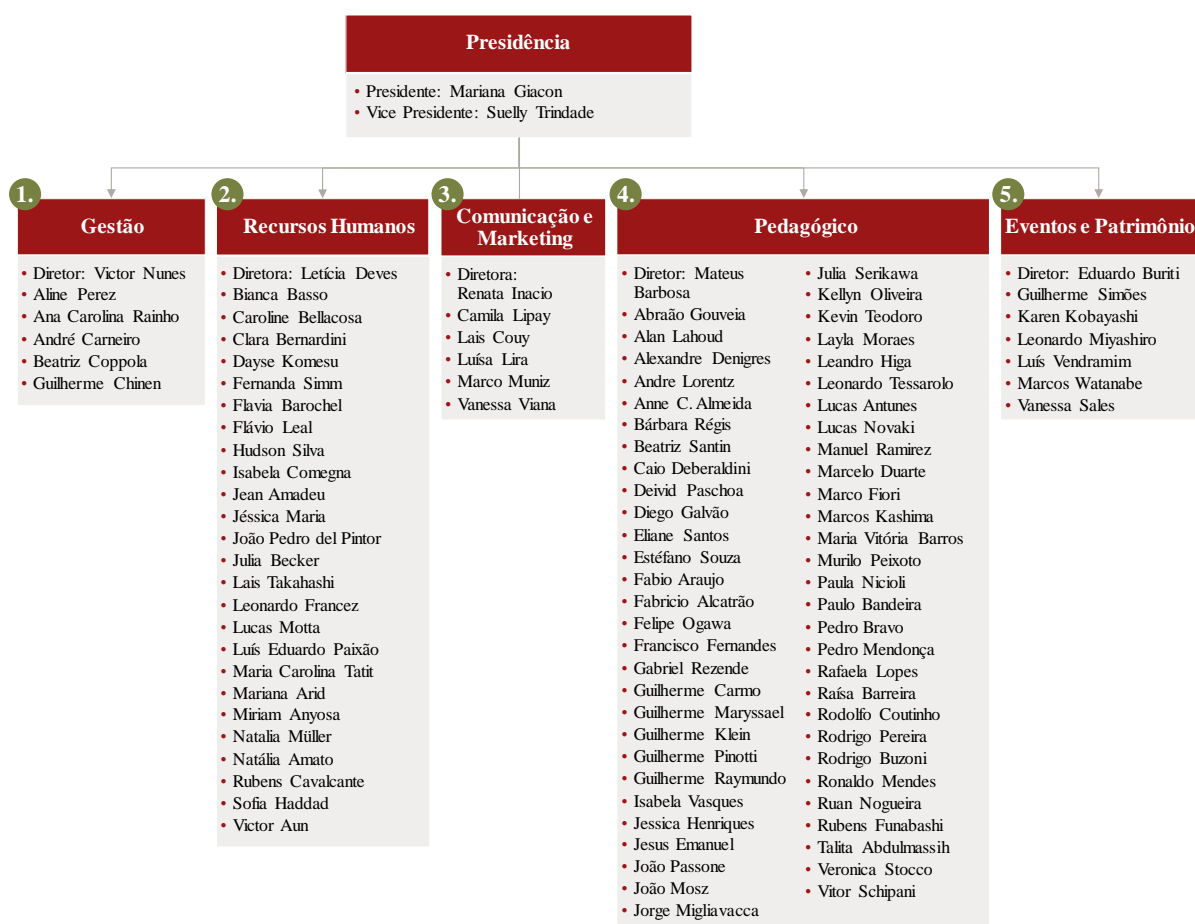 Presidência
• Presidente: Mariana Giacon
• Vice Presidente: Suelly Trindade
1.
Gestão
• Diretor: Victor Nunes
• Aline Perez
• Ana Carolina Rainho
• André Carneiro
• Beatriz Coppola
• Guilherme Chinen
2.
Recursos Humanos
• Diretora: Letícia Deves
• Bianca Basso
• Caroline Bellacosa
• Clara Bernardini
• Dayse Komesu
• Fernanda Simm
• Flavia Barochel
• Flávio Leal
• Hudson Silva
• Isabela Comegna
• Jean Amadeu
• Jéssica Maria
• João Pedro del Pintor
• Julia Becker
• Lais Takahashi
• Leonardo Francez
• Lucas Motta
• Luís Eduardo Paixão
• Maria Carolina Tatit
• Mariana Arid
• Miriam Anyosa
• Natalia Müller
• Natália Amato
• Rubens Cavalcante
• Sofia Haddad
• Victor Aun
3.
Comunicação e
Marketing
• Diretora:
Renata Inacio
• Camila Lipay
• Lais Couy
• Luísa Lira
• Marco Muniz
• Vanessa Viana
4.
Pedagógico
• Diretor: Mateus
Barbosa
• Abraão Gouveia
• Alan Lahoud
• Alexandre Denigres
• Andre Lorentz
• Anne C. Almeida
• Bárbara Régis
• Beatriz Santin
• Caio Deberaldini
• Deivid Paschoa
• Diego Galvão
• Eliane Santos
• Estéfano Souza
• Fabio Araujo
• Fabricio Alcatrão
• Felipe Ogawa
• Francisco Fernandes
• Gabriel Rezende
• Guilherme Carmo
• Guilherme Maryssael
• Guilherme Klein
• Guilherme Pinotti
• Guilherme Raymundo
• Isabela Vasques
• Jessica Henriques
• Jesus Emanuel
• João Passone
• João Mosz
• Jorge Migliavacca
• Julia Serikawa
• Kellyn Oliveira
• Kevin Teodoro
• Layla Moraes
• Leandro Higa
• Leonardo Tessarolo
• Lucas Antunes
• Lucas Novaki
• Manuel Ramirez
• Marcelo Duarte
• Marco Fiori
• Marcos Kashima
• Maria Vitória Barros
• Murilo Peixoto
• Paula Nicioli
• Paulo Bandeira
• Pedro Bravo
• Pedro Mendonça
• Rafaela Lopes
• Raísa Barreira
• Rodolfo Coutinho
• Rodrigo Pereira
• Rodrigo Buzoni
• Ronaldo Mendes
• Ruan Nogueira
• Rubens Funabashi
• Talita Abdulmassih
• Veronica Stocco
• Vitor Schipani
5.
Eventos e Patrimônio
• Diretor: Eduardo Buriti
• Guilherme Simões
• Karen Kobayashi
• Leonardo Miyashiro
• Luís Vendramim
• Marcos Watanabe
• Vanessa Sales